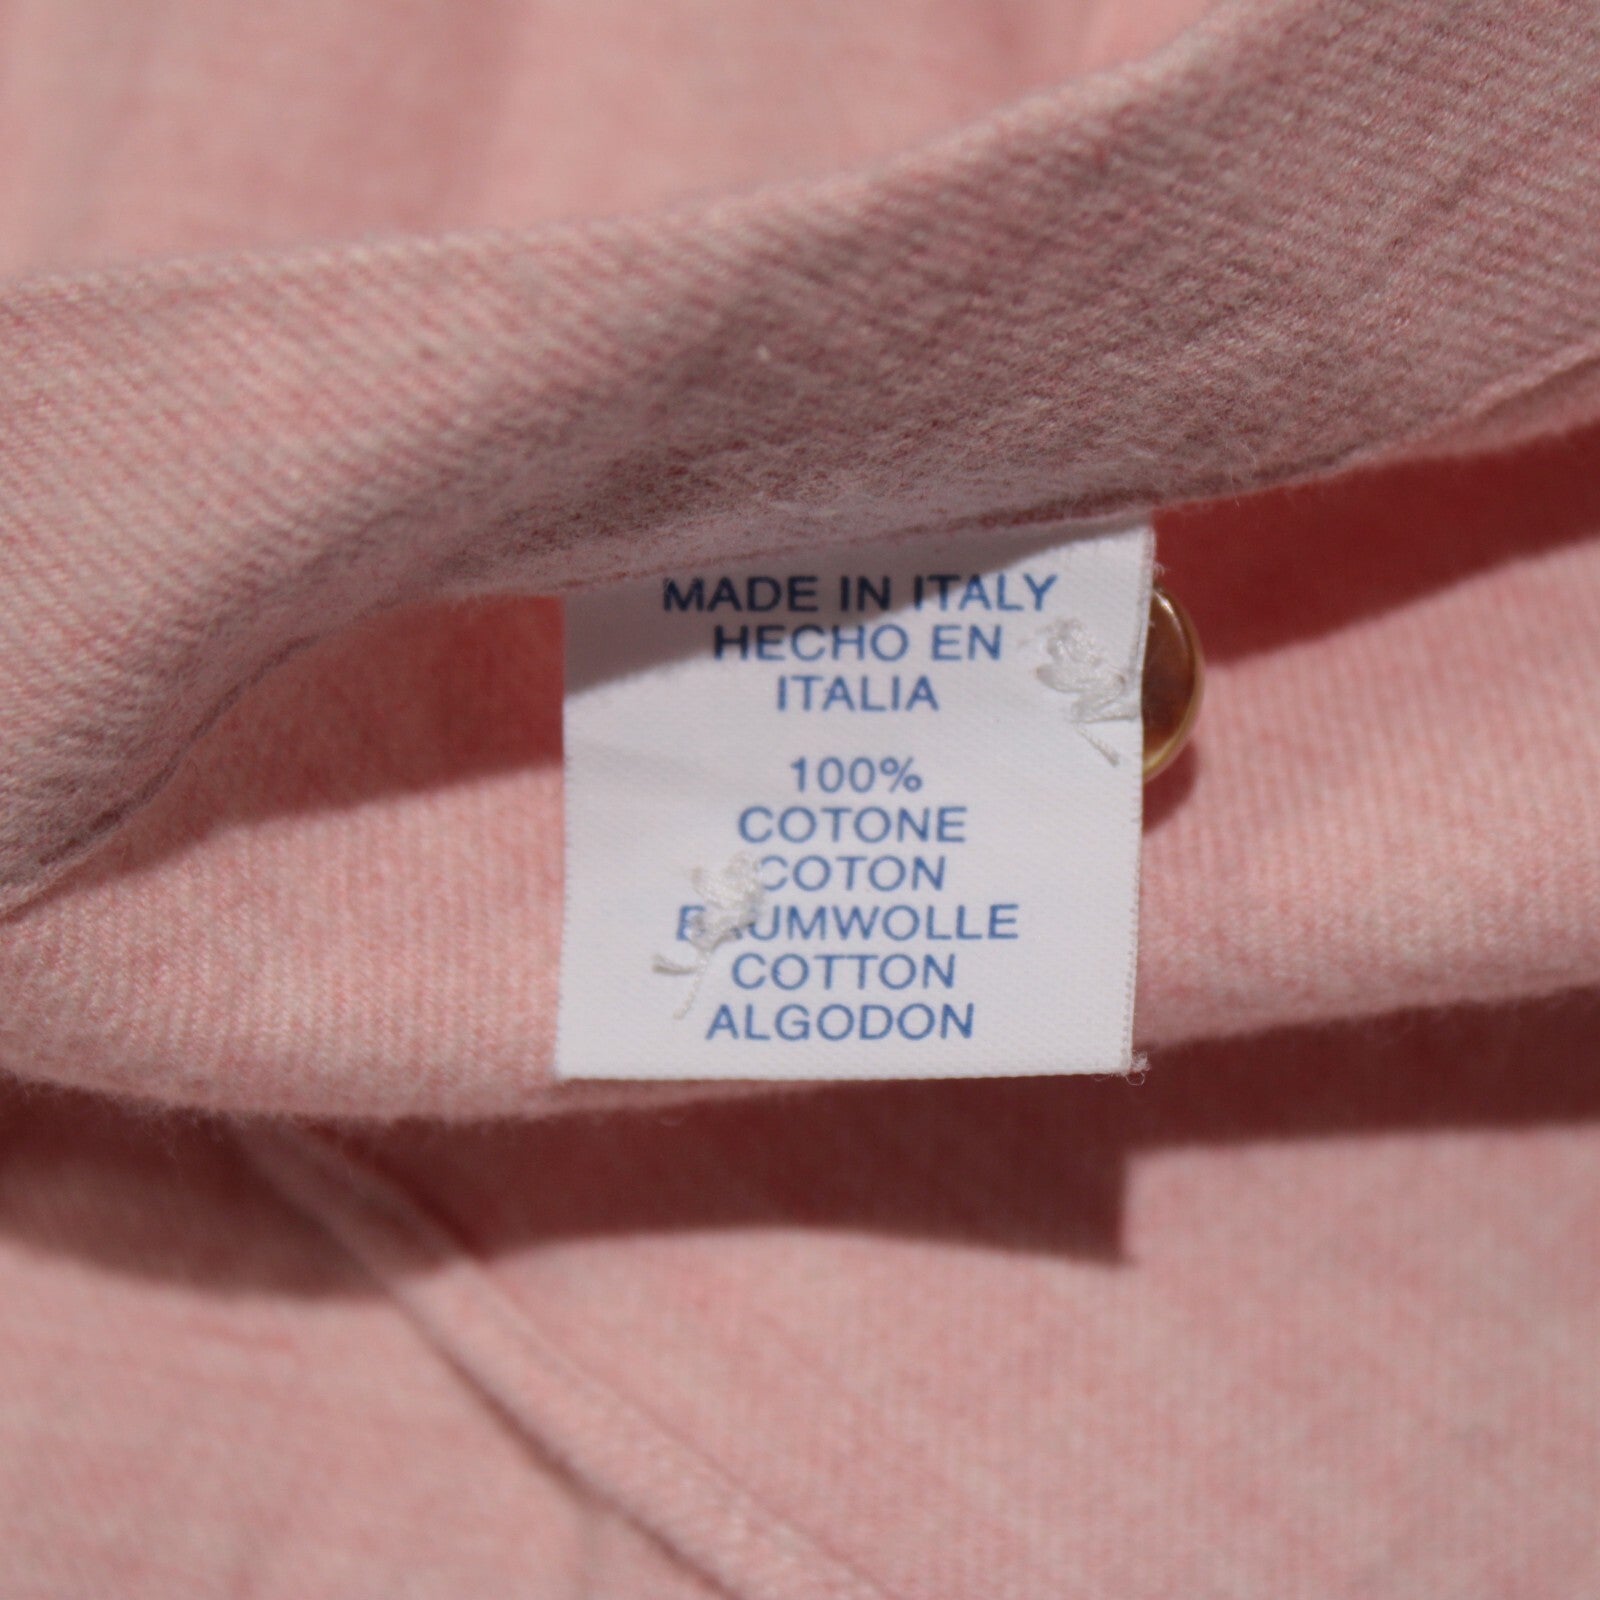 MADE IN ITALY
HECHO EN
ITALIA
100%
COTONE
COTON
BAUMWOLLE
COTTON
ALGODON